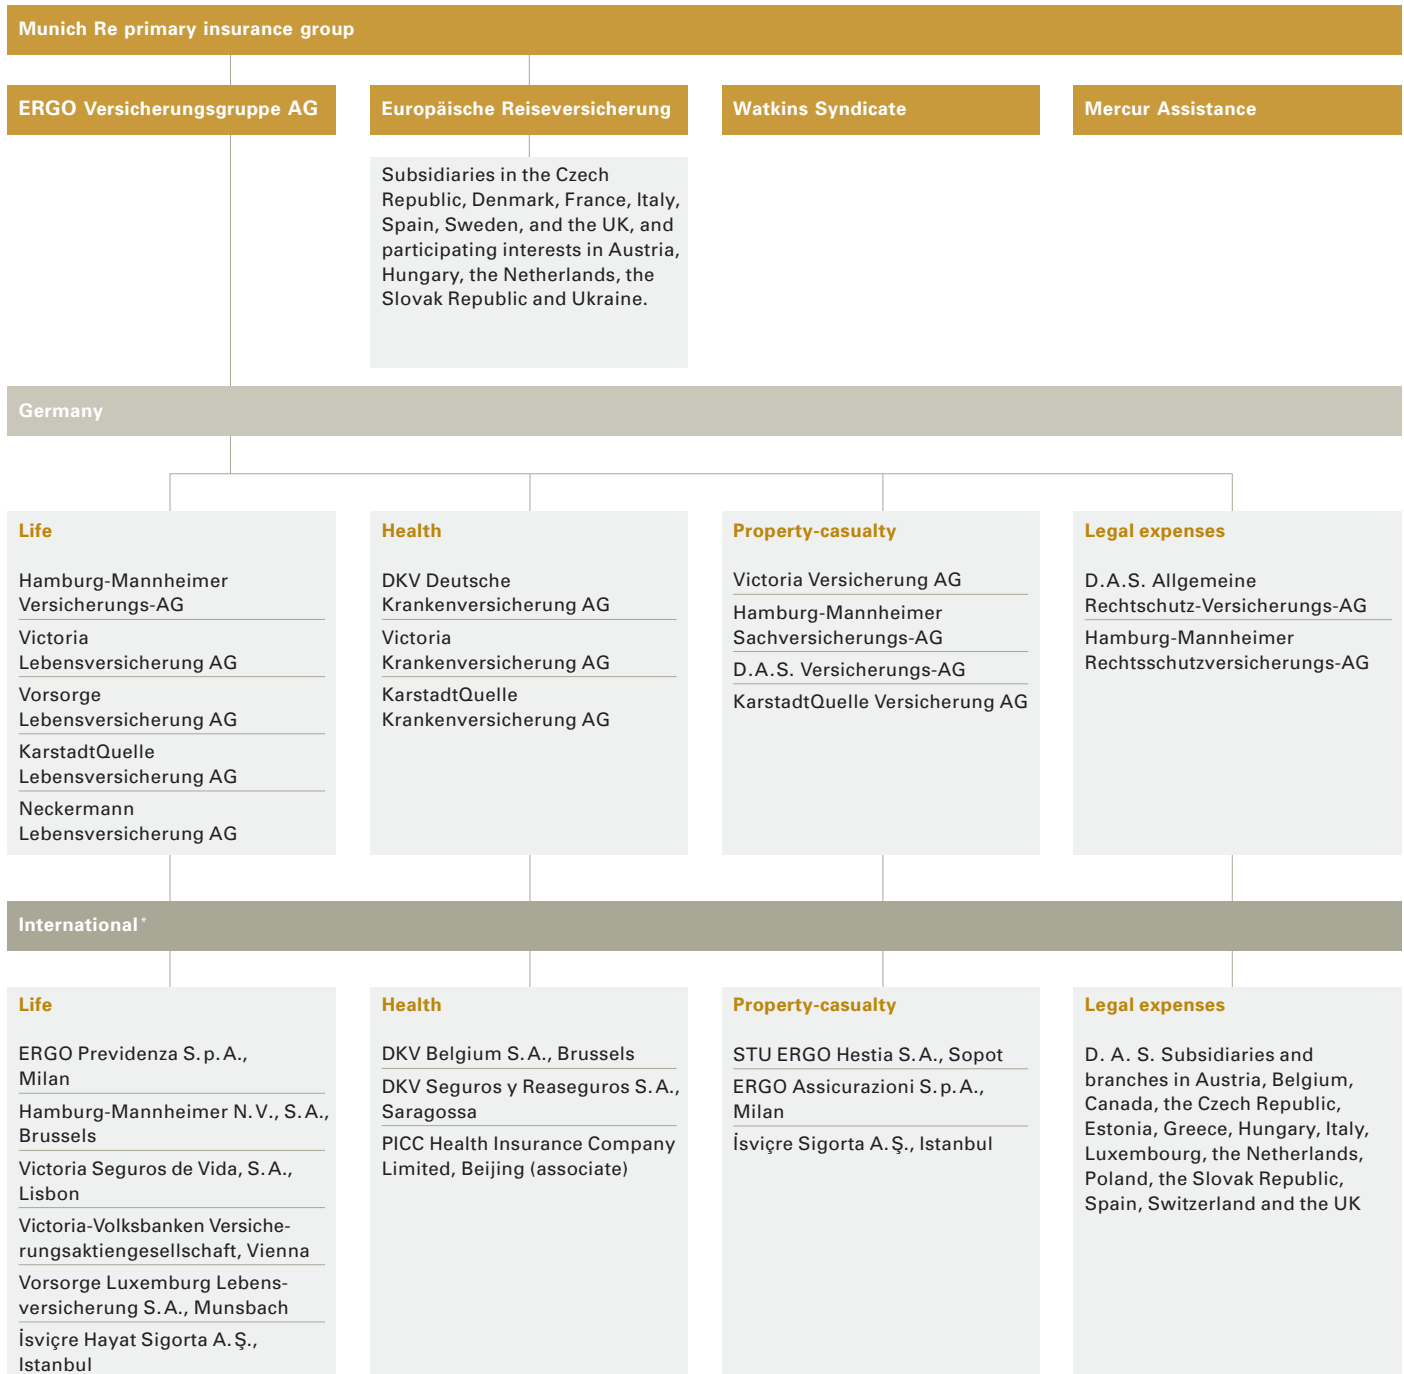 Munich Re primary insurance group
ERGO Versicherungsgruppe AG
Europäische Reiseversicherung
Watkins Syndicate
Mercur Assistance
Subsidiaries in the Czech
Republic, Denmark, France, Italy,
Spain, Sweden, and the UK, and
participating interests in Austria,
Hungary, the Netherlands, the
Slovak Republic and Ukraine.
Germany
Life
Hamburg-Mannheimer
Versicherungs-AG
Victoria
Lebensversicherung AG
Vorsorge
Lebensversicherung AG
KarstadtQuelle
Lebensversicherung AG
Neckermann
Lebensversicherung AG
Health
DKV Deutsche
Krankenversicherung AG
Victoria
Krankenversicherung AG
KarstadtQuelle
Krankenversicherung AG
Property-casualty
Victoria Versicherung AG
Hamburg-Mannheimer
Sachversicherungs-AG
D.A.S. Versicherungs-AG
KarstadtQuelle Versicherung AG
Legal expenses
D.A.S. Allgemeine
Rechtschutz-Versicherungs-AG
Hamburg-Mannheimer
Rechtsschutzversicherungs-AG
International*
Life
ERGO Previdenza S.p.A.,
Milan
Hamburg-Mannheimer N.V., S.A.,
Brussels
Victoria Seguros de Vida, S.A.,
Lisbon
Victoria-Volksbanken Versiche-
rungsaktiengesellschaft, Vienna
Vorsorge Luxemburg Lebens-
versicherung S.A., Munsbach
İsviçre Hayat Sigorta A.Ş.,
Istanbul
Health
DKV Belgium S.A., Brussels
DKV Seguros y Reaseguros S.A.,
Saragossa
PICC Health Insurance Company
Limited, Beijing (associate)
Property-casualty
STU ERGO Hestia S.A., Sopot
ERGO Assicurazioni S.p.A.,
Milan
İsviçre Sigorta A.Ş., Istanbul
Legal expenses
D. A. S. Subsidiaries and
branches in Austria, Belgium,
Canada, the Czech Republic,
Estonia, Greece, Hungary, Italy,
Luxembourg, the Netherlands,
Poland, the Slovak Republic,
Spain, Switzerland and the UK